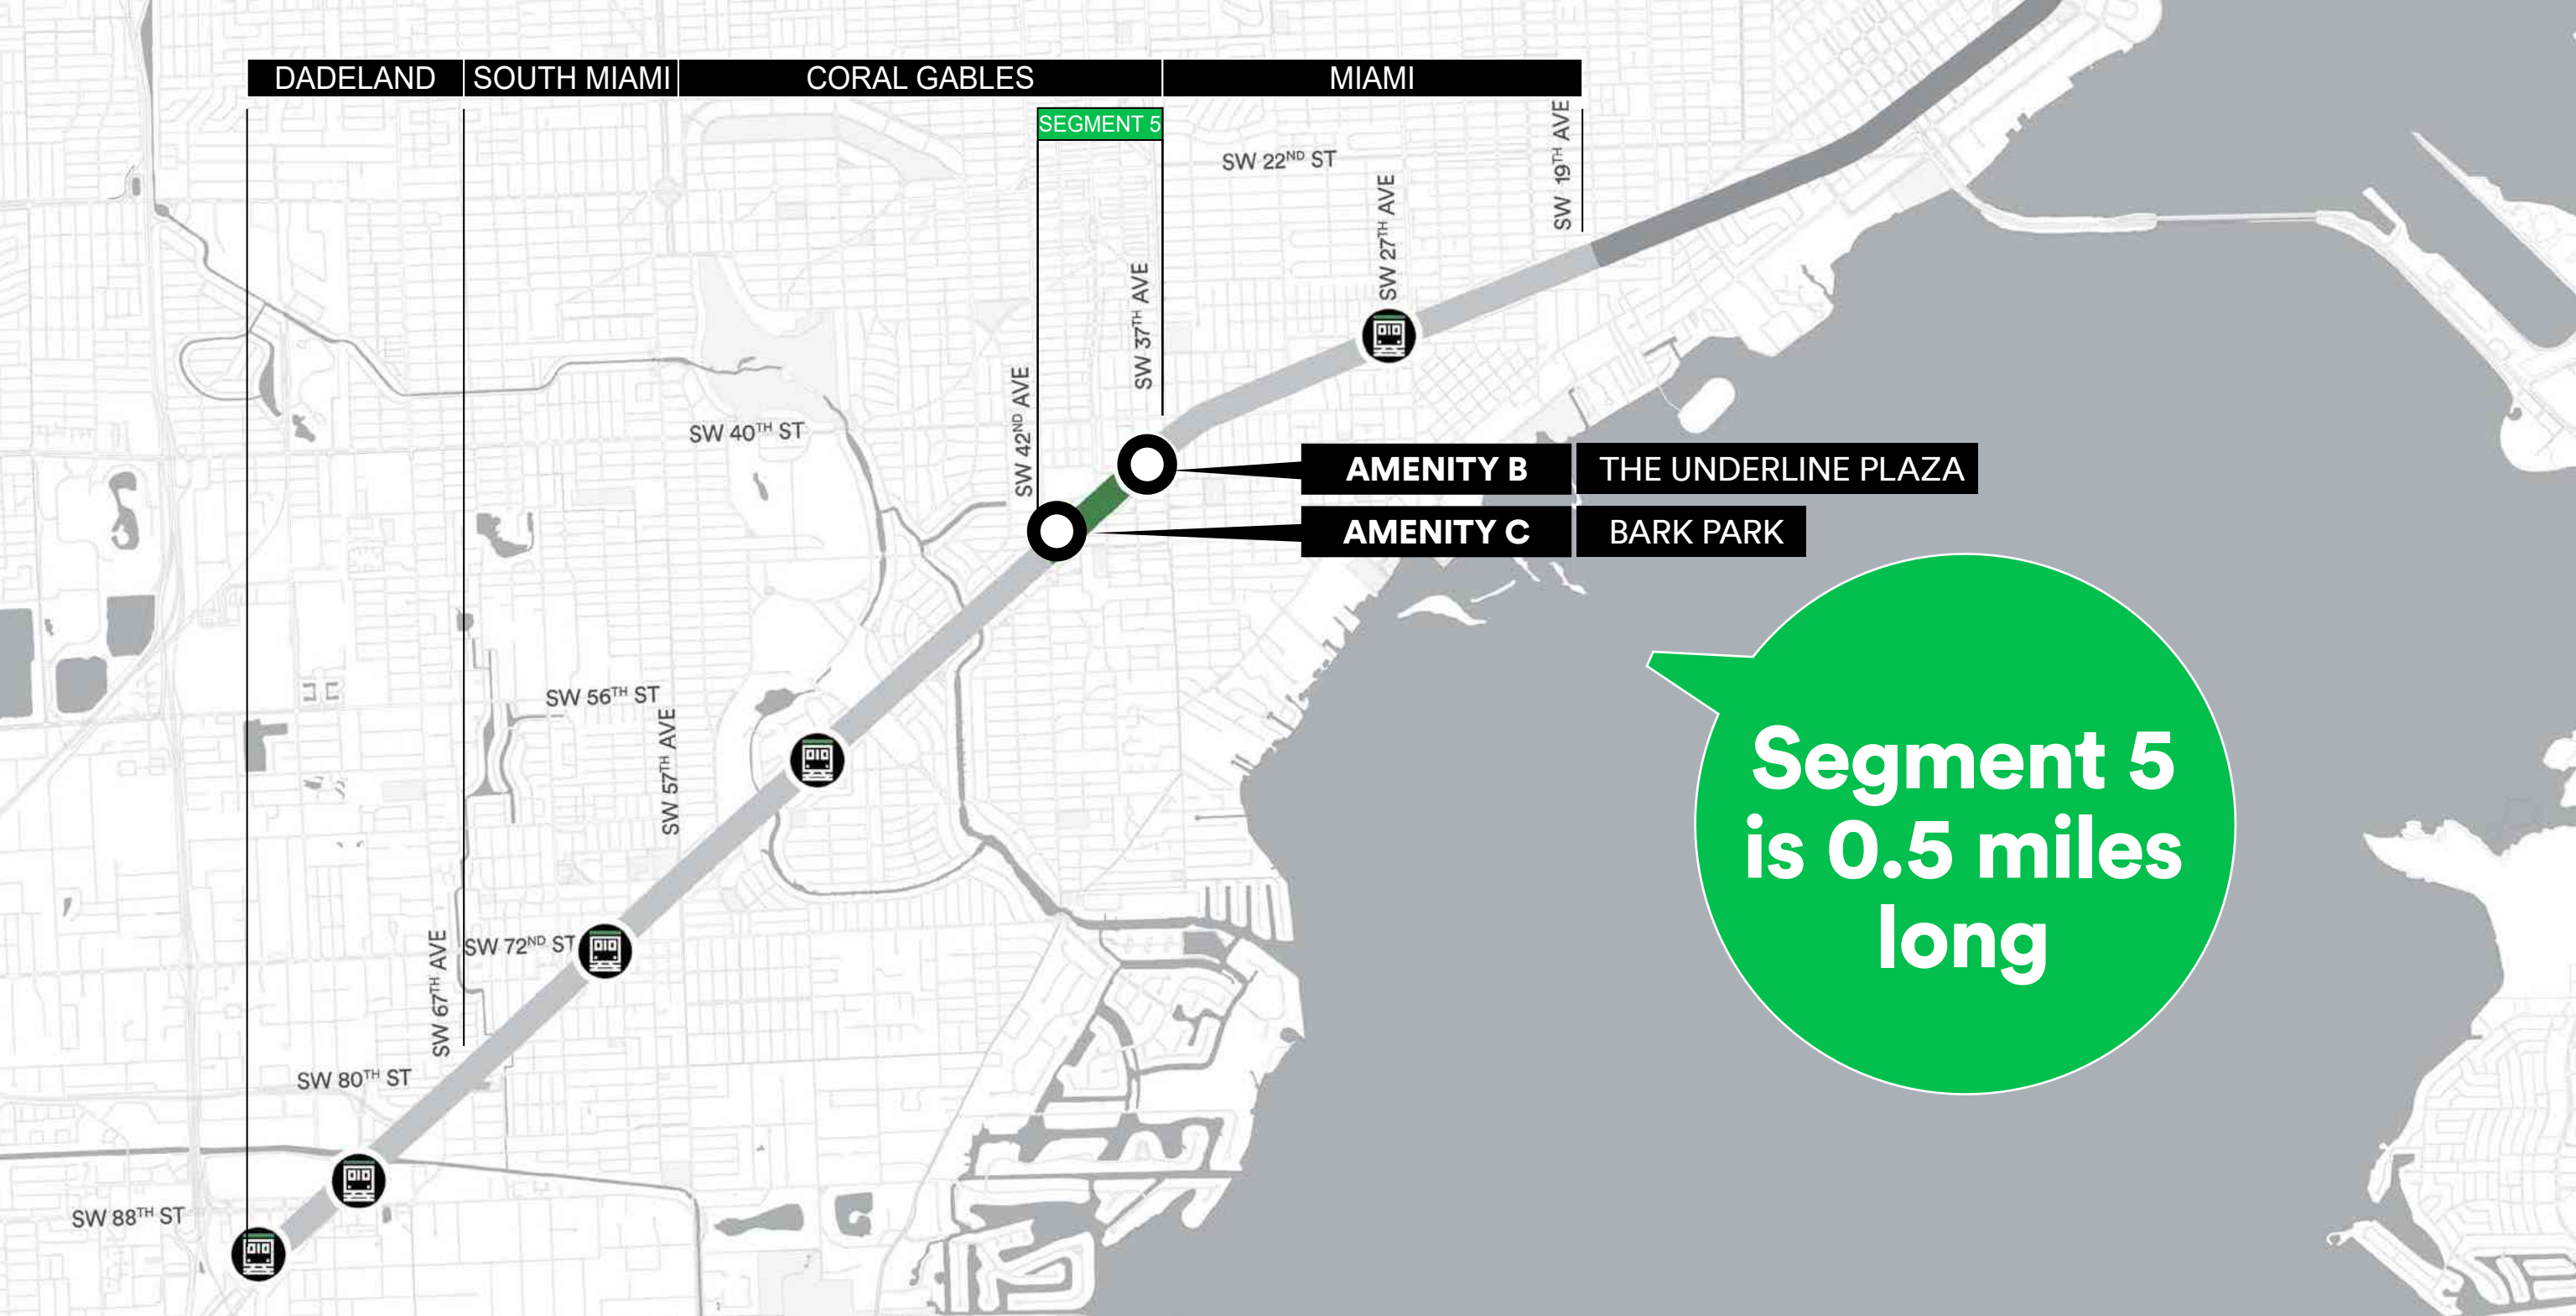 DADELAND
SOUTH MIAMI
CORAL GABLES
MIAMI
SEGMENT 5
SW 22ND ST
SW 19TH AVE
SW 27TH AVE
SW 37TH AVE
SW 42ND AVE
SW 40TH ST
AMENITY B
THE UNDERLINE PLAZA
AMENITY C
BARK PARK
SW 56TH ST
SW 57TH AVE
Segment 5
is 0.5 miles
long
SW 72ND ST
SW 67TH AVE
SW 80TH ST
SW 88TH ST